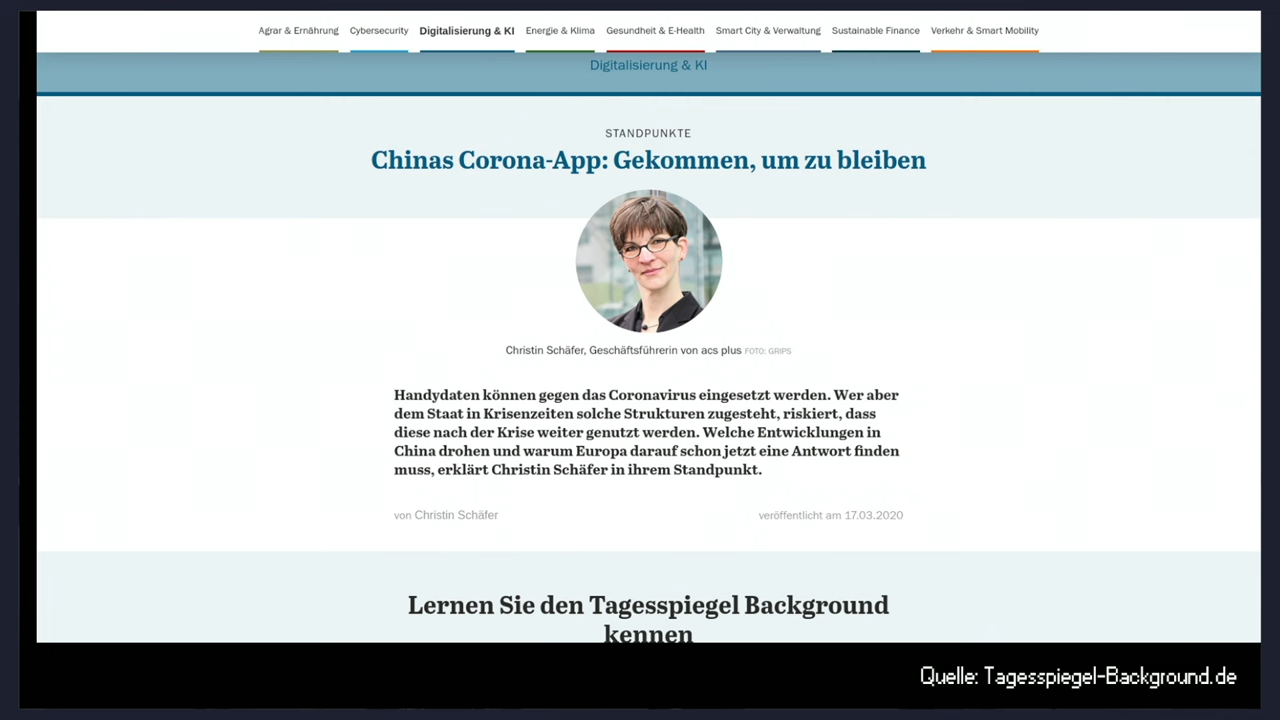 Agrar & Ernährung Cybersecurity Digitalisierung & KI Energie & Klima Gesundheit & E-Health Smart City & Verwaltung Sustainable Finance Verkehr & Smart Mobility
Digitalisierung & KI
STANDPUNKTE
Chinas Corona-App: Gekommen, um zu bleiben
Christin Schäfer, Geschäftsführerin von acs plus FOTO: GRIPS
Handydaten können gegen das Coronavirus eingesetzt werden. Wer aber
dem Staat in Krisenzeiten solche Strukturen zugesteht, riskiert, dass
diese nach der Krise weiter genutzt werden. Welche Entwicklungen in
China drohen und warum Europa darauf schon jetzt eine Antwort finden
muss, erklärt Christin Schäfer in ihrem Standpunkt.
von Christin Schäfer veröffentlicht am 17.03.2020
Lernen Sie den Tagesspiegel Background
kennen
Quelle: Tagesspiegel-Background.de